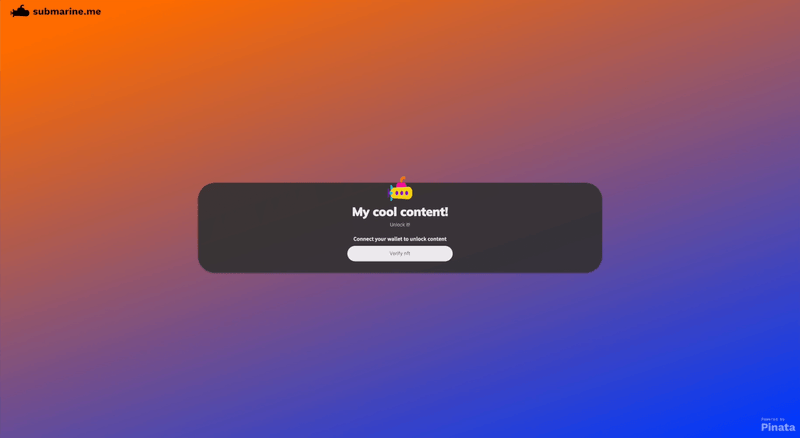 submarine.me
My cool content!
Unlock it!
Connect your wallet to unlock content
Verify nft
Powered by
Pinata